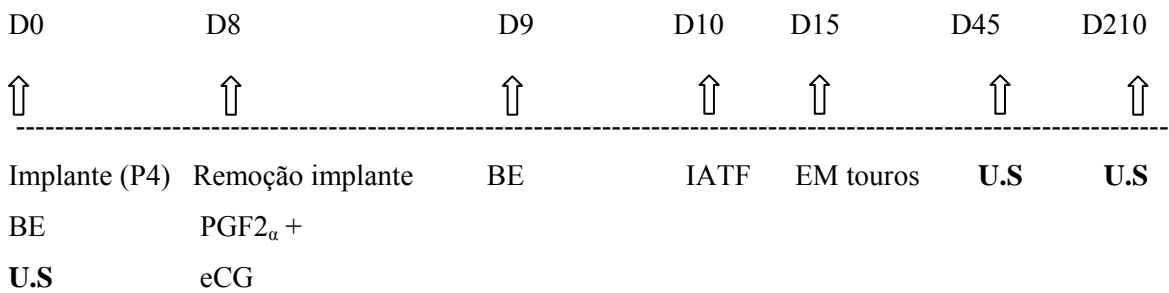 D0 D8 D9 D10 D15 D45 D210
Implante (P4) Remoção implante BE IATF EM touros U.S U.S
BE PGF2α +
U.S eCG